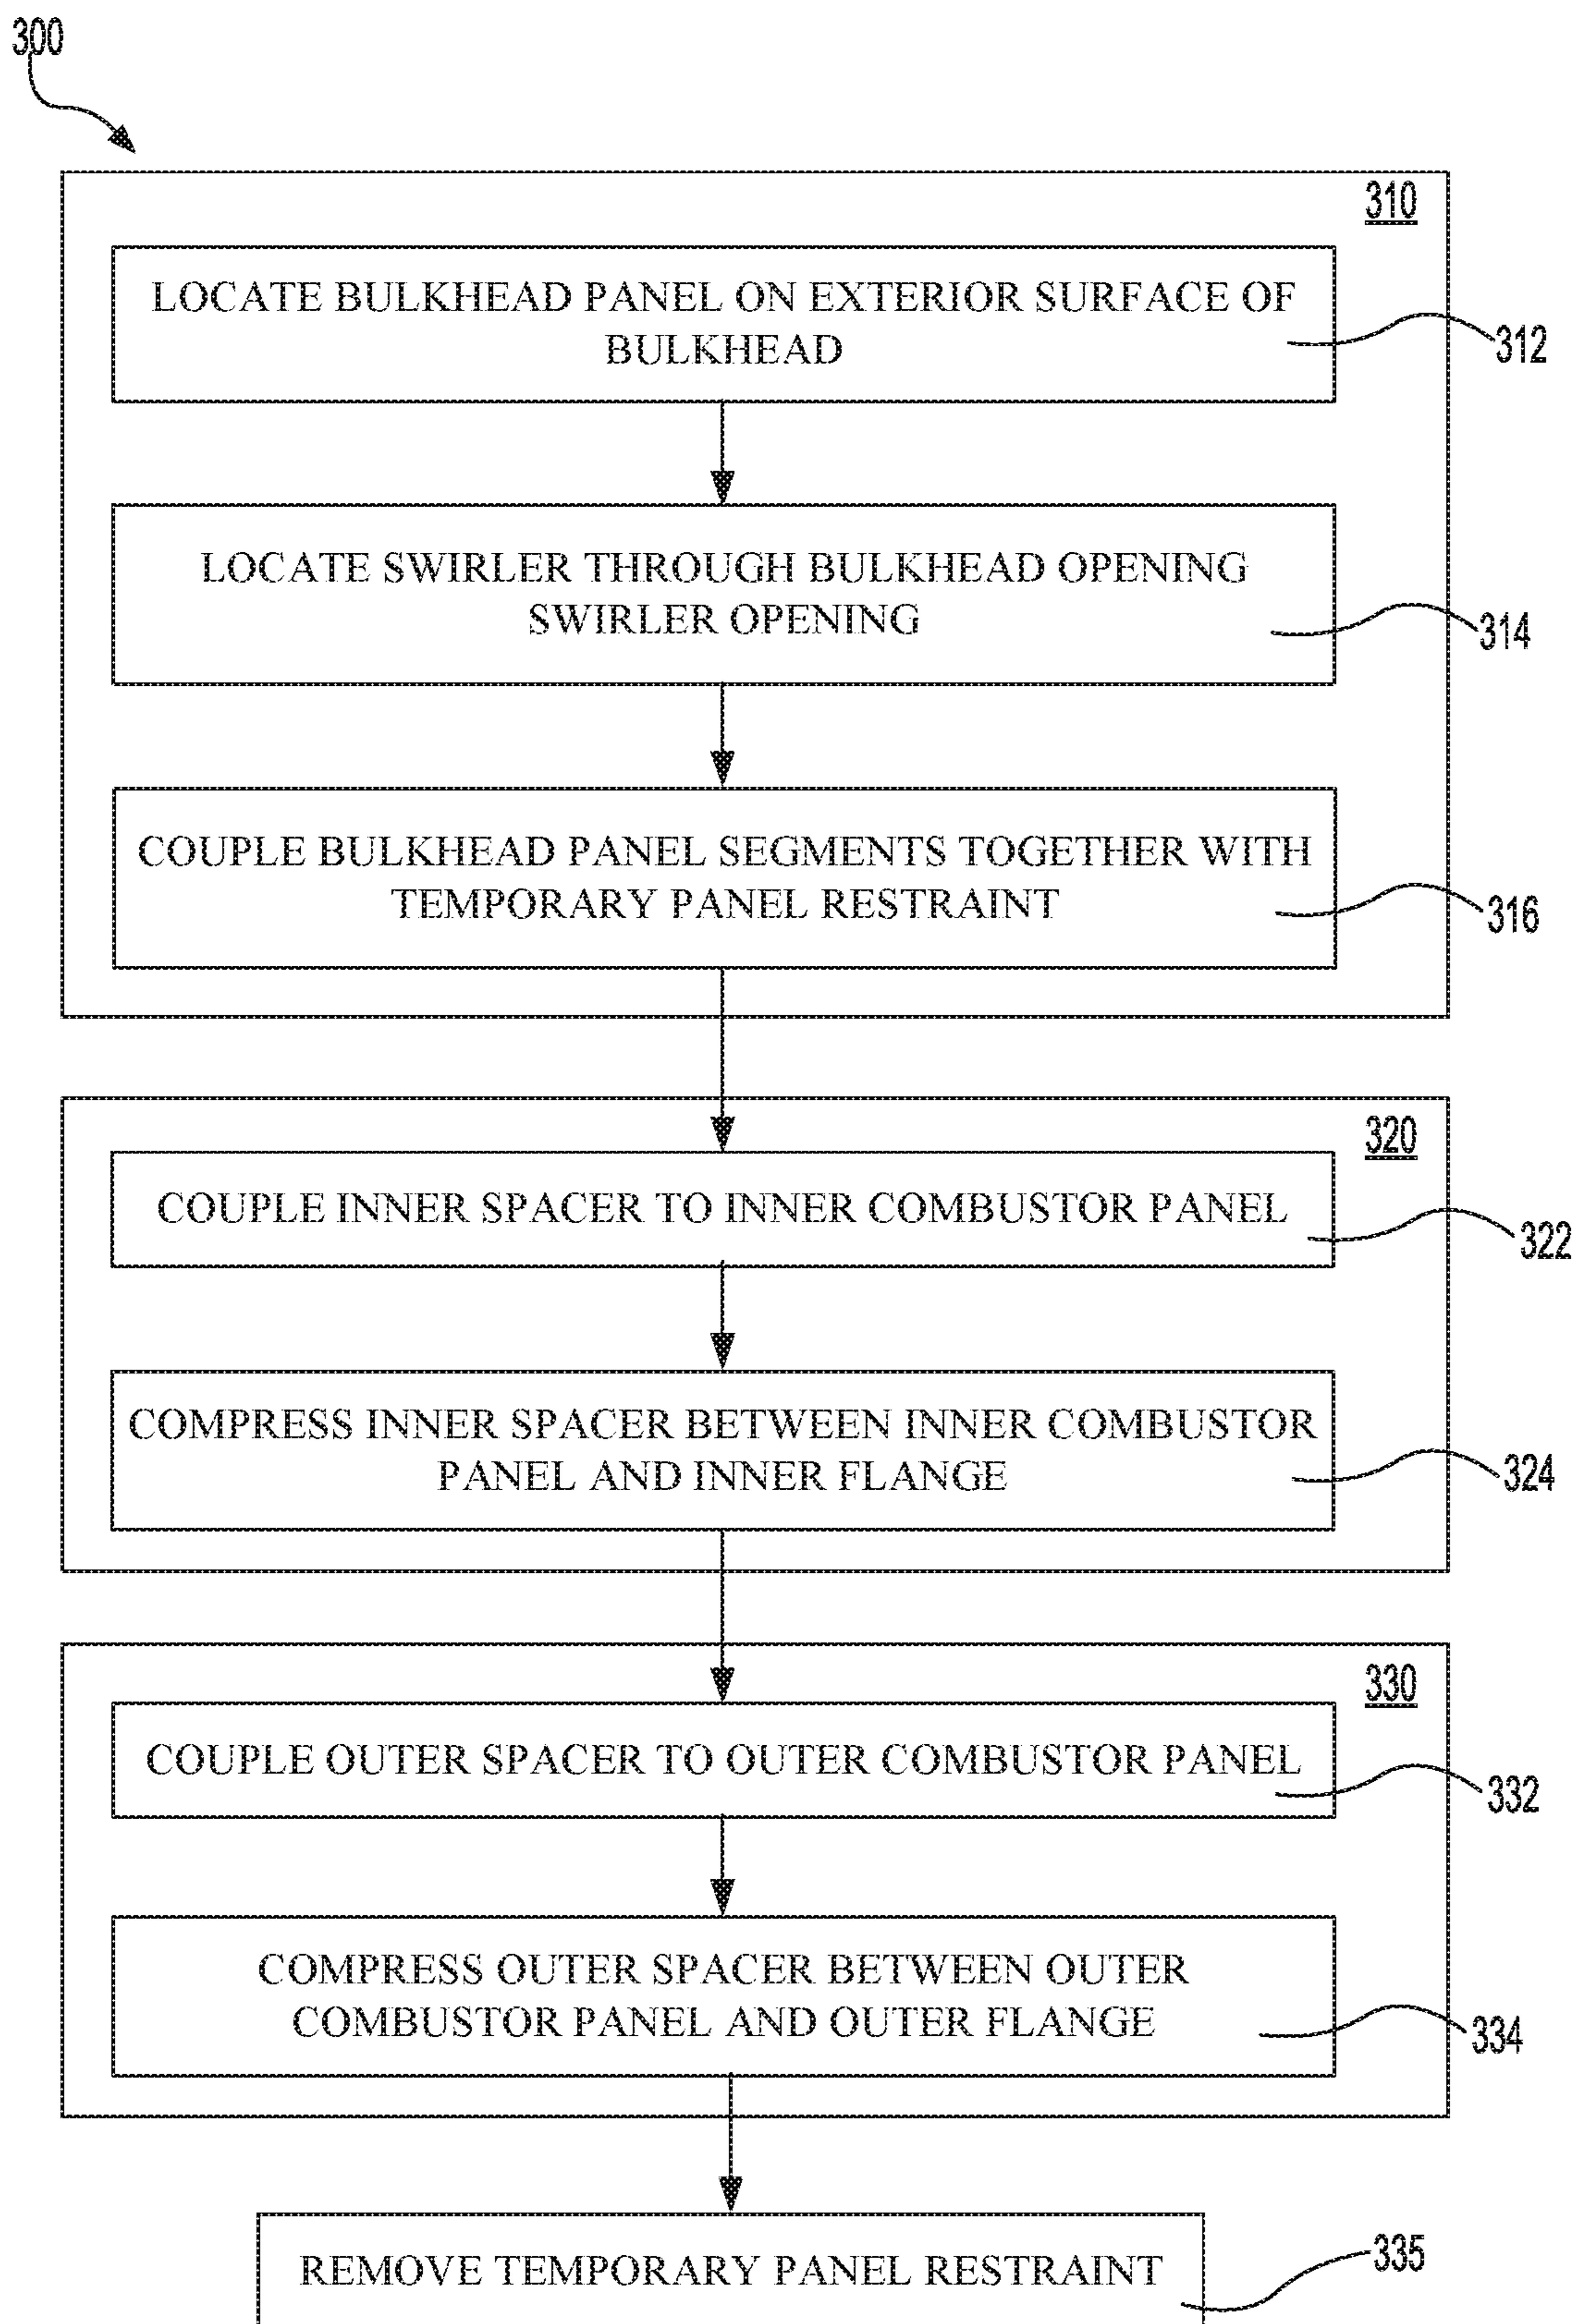 300
310
LOCATE BULKHEAD PANEL ON EXTERIOR SURFACE OF
BULKHEAD
312
LOCATE SWIRLER THROUGH BULKHEAD OPENING
SWIRLER OPENING
314
COUPLE BULKHEAD PANEL SEGMENTS TOGETHER WITH
TEMPORARY PANEL RESTRAINT
316
320
COUPLE INNER SPACER TO INNER COMBUSTOR PANEL
322
COMPRESS INNER SPACER BETWEEN INNER COMBUSTOR
PANEL AND INNER FLANGE
324
330
COUPLE OUTER SPACER TO OUTER COMBUSTOR PANEL
332
COMPRESS OUTER SPACER BETWEEN OUTER
COMBUSTOR PANEL AND OUTER FLANGE
334
REMOVE TEMPORARY PANEL RESTRAINT
335